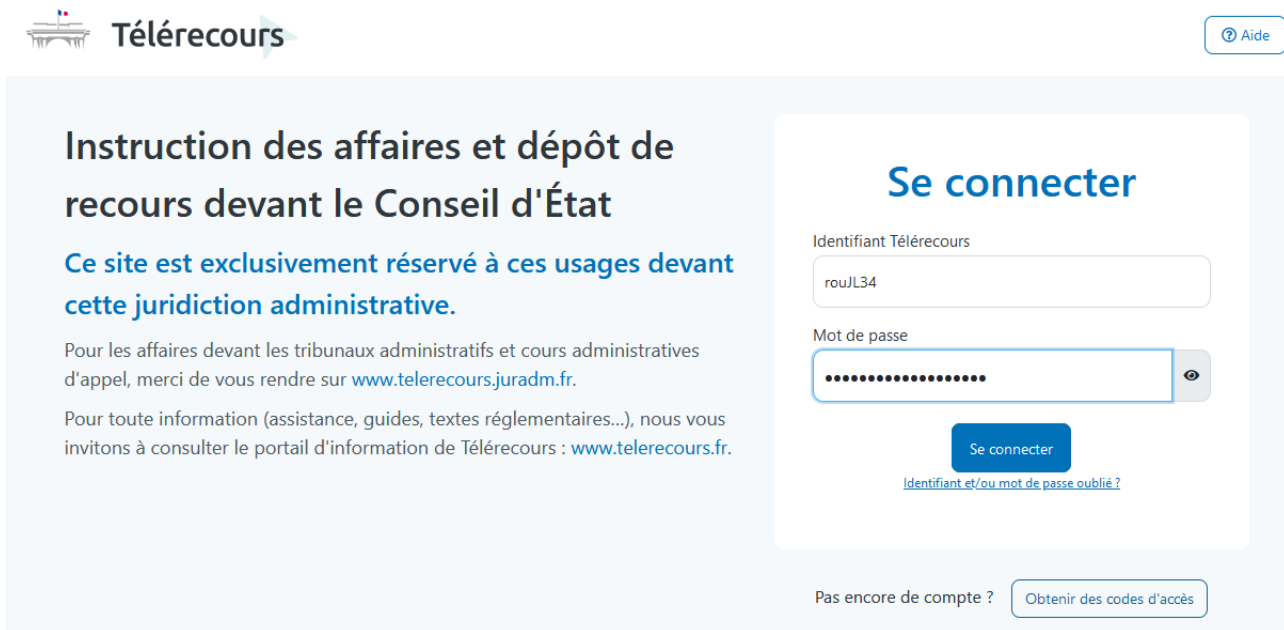 Télérecours
Aide
Instruction des affaires et dépôt de
recours devant le Conseil d'État
Ce site est exclusivement réservé à ces usages devant
cette juridiction administrative.
Pour les affaires devant les tribunaux administratifs et cours administratives
d'appel, merci de vous rendre sur www.telerecours.juradm.fr.
Pour toute information (assistance, guides, textes réglementaires...), nous vous
invitons à consulter le portail d'information de Télérecours : www.telerecours.fr.
Se connecter
Identifiant Télérecours
rouJL34
Mot de passe
•••••••••••••••••••
Se connecter
Identifiant et/ou mot de passe oublié ?
Pas encore de compte ?
Obtenir des codes d'accès